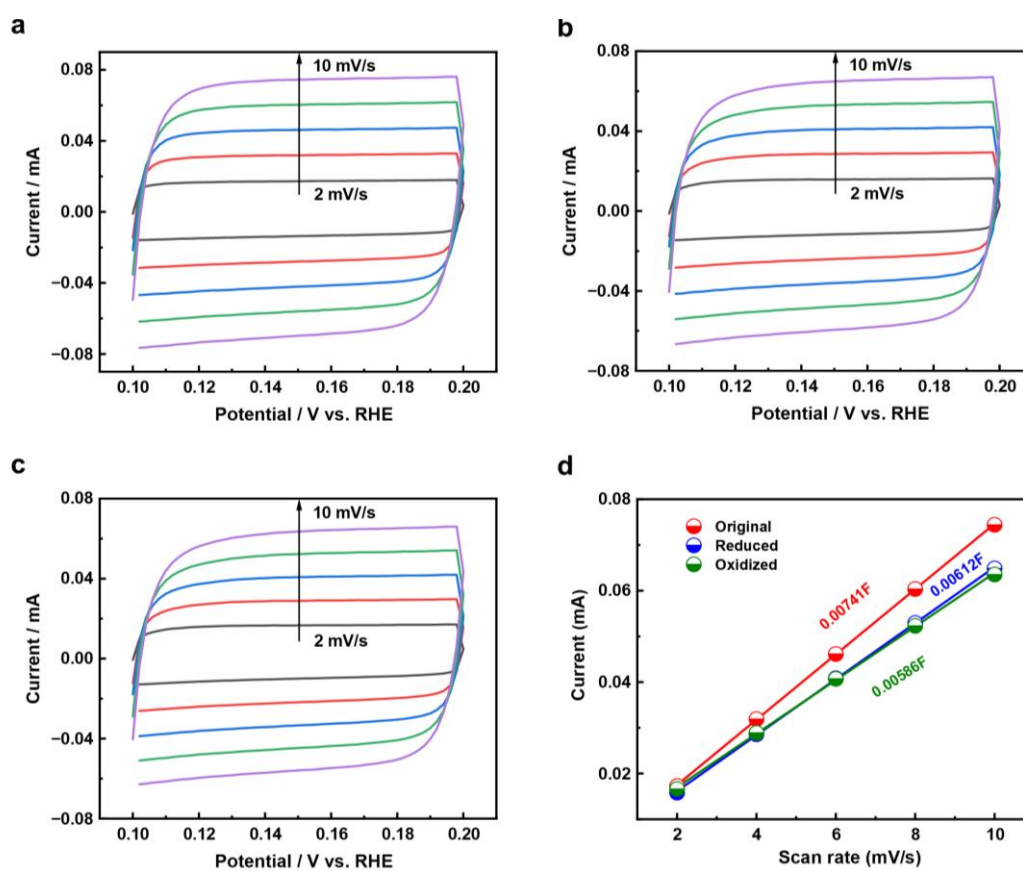 a
0.08
0.04
0.00
−0.04
−0.08
0.10 0.12 0.14 0.16 0.18 0.20
Current / mA
Potential / V vs. RHE
10 mV/s
2 mV/s
b
0.08
0.04
0.00
−0.04
−0.08
0.10 0.12 0.14 0.16 0.18 0.20
Current / mA
Potential / V vs. RHE
10 mV/s
2 mV/s
c
0.08
0.04
0.00
−0.04
−0.08
0.10 0.12 0.14 0.16 0.18 0.20
Current / mA
Potential / V vs. RHE
10 mV/s
2 mV/s
d
0.08
0.06
0.04
0.02
2 4 6 8 10
Current (mA)
Scan rate (mV/s)
Original
Reduced
Oxidized
0.00741F
0.00612F
0.00586F